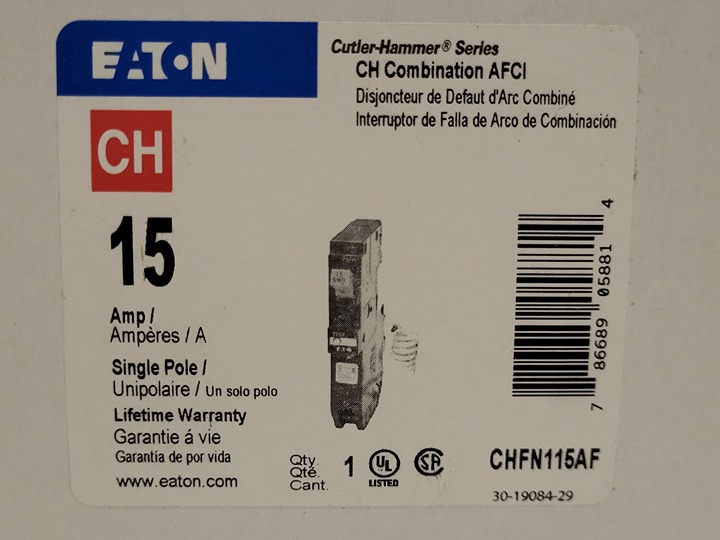 EATON
Cutler-Hammer® Series
CH Combination AFCI
Disjoncteur de Defaut d'Arc Combiné
Interruptor de Falla de Arco de Combinación
CH
15
Amp /
Ampères / A
Single Pole /
Unipolaire / Un solo polo
Lifetime Warranty
Garantie á vie
Garantía de por vida
www.eaton.com
EATON
Qty.
Qté.
Cant.
1
UL
LISTED
SA
7 86689 05881 4
CHFN115AF
30-19084-29